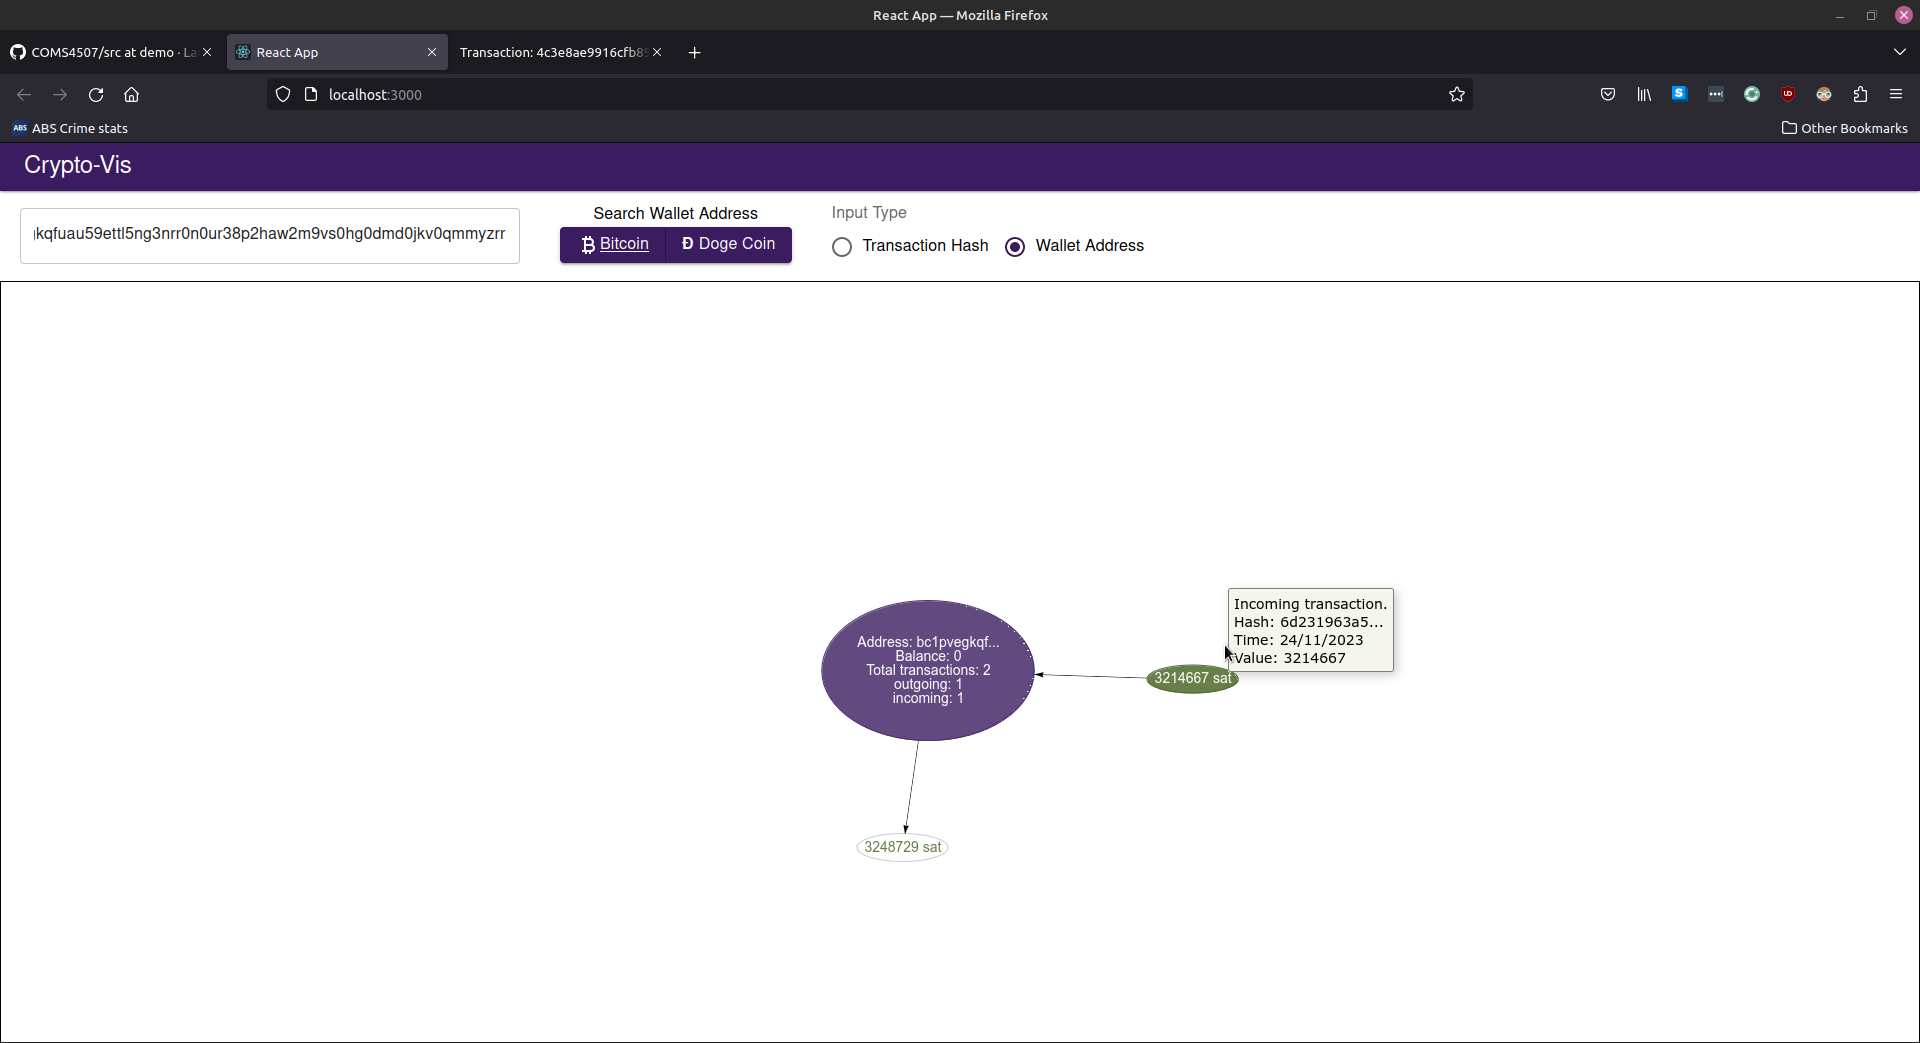 React App — Mozilla Firefox
COMS4507/src at demo · La
React App
Transaction: 4c3e8ae9916cfb89
localhost:3000
ABS Crime stats
Other Bookmarks
Crypto-Vis
kqfuau59ettl5ng3nrr0n0ur38p2haw2m9vs0hg0dmd0jkv0qmmyzrr
Search Wallet Address
Bitcoin
Doge Coin
Input Type
Transaction Hash
Wallet Address
Address: bc1pvegkqf...
Balance: 0
Total transactions: 2
outgoing: 1
incoming: 1
Incoming transaction.
Hash: 6d231963a5...
Time: 24/11/2023
Value: 3214667
3214667 sat
3248729 sat